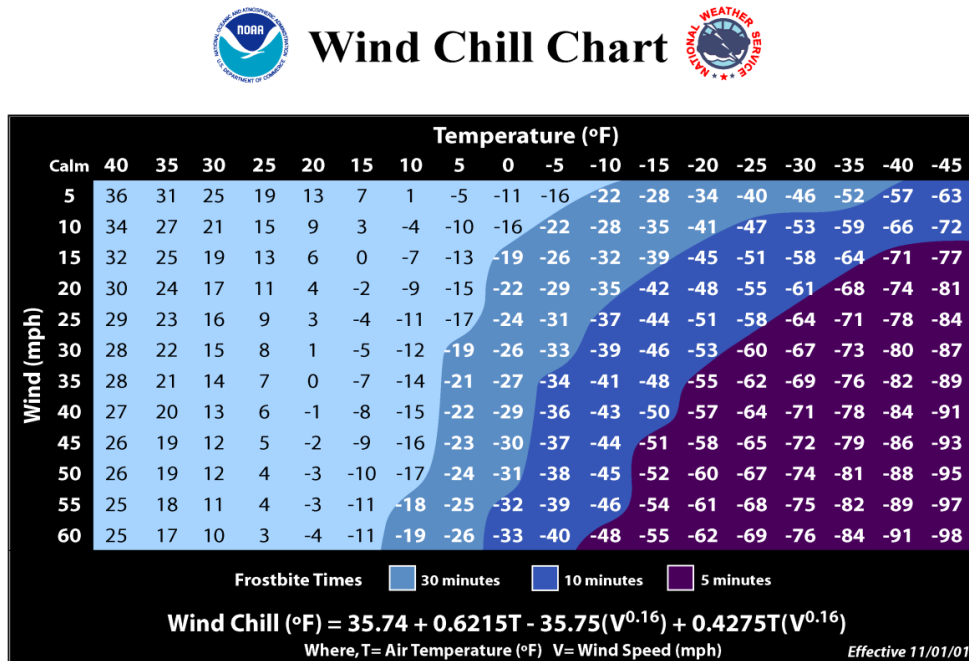 NATIONAL OCEANIC AND ATMOSPHERIC ADMINISTRATION
NOAA
U.S. DEPARTMENT OF COMMERCE
Wind Chill Chart
NATIONAL WEATHER SERVICE
Temperature (ºF)
Calm 40 35 30 25 20 15 10 5 0 -5 -10 -15 -20 -25 -30 -35 -40 -45
Wind (mph)
5 36 31 25 19 13 7 1 -5 -11 -16 -22 -28 -34 -40 -46 -52 -57 -63
10 34 27 21 15 9 3 -4 -10 -16 -22 -28 -35 -41 -47 -53 -59 -66 -72
15 32 25 19 13 6 0 -7 -13 -19 -26 -32 -39 -45 -51 -58 -64 -71 -77
20 30 24 17 11 4 -2 -9 -15 -22 -29 -35 -42 -48 -55 -61 -68 -74 -81
25 29 23 16 9 3 -4 -11 -17 -24 -31 -37 -44 -51 -58 -64 -71 -78 -84
30 28 22 15 8 1 -5 -12 -19 -26 -33 -39 -46 -53 -60 -67 -73 -80 -87
35 28 21 14 7 0 -7 -14 -21 -27 -34 -41 -48 -55 -62 -69 -76 -82 -89
40 27 20 13 6 -1 -8 -15 -22 -29 -36 -43 -50 -57 -64 -71 -78 -84 -91
45 26 19 12 5 -2 -9 -16 -23 -30 -37 -44 -51 -58 -65 -72 -79 -86 -93
50 26 19 12 4 -3 -10 -17 -24 -31 -38 -45 -52 -60 -67 -74 -81 -88 -95
55 25 18 11 4 -3 -11 -18 -25 -32 -39 -46 -54 -61 -68 -75 -82 -89 -97
60 25 17 10 3 -4 -11 -19 -26 -33 -40 -48 -55 -62 -69 -76 -84 -91 -98
Frostbite Times 30 minutes 10 minutes 5 minutes
Wind Chill (ºF) = 35.74 + 0.6215T - 35.75(V^0.16) + 0.4275T(V^0.16)
Where, T= Air Temperature (ºF) V= Wind Speed (mph) Effective 11/01/01